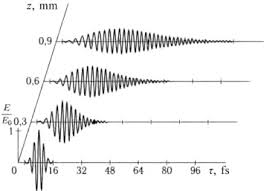 z, mm
0,9
0,6
E/E₀ 0,3
1
0 16 32 48 64 80 96 τ, fs